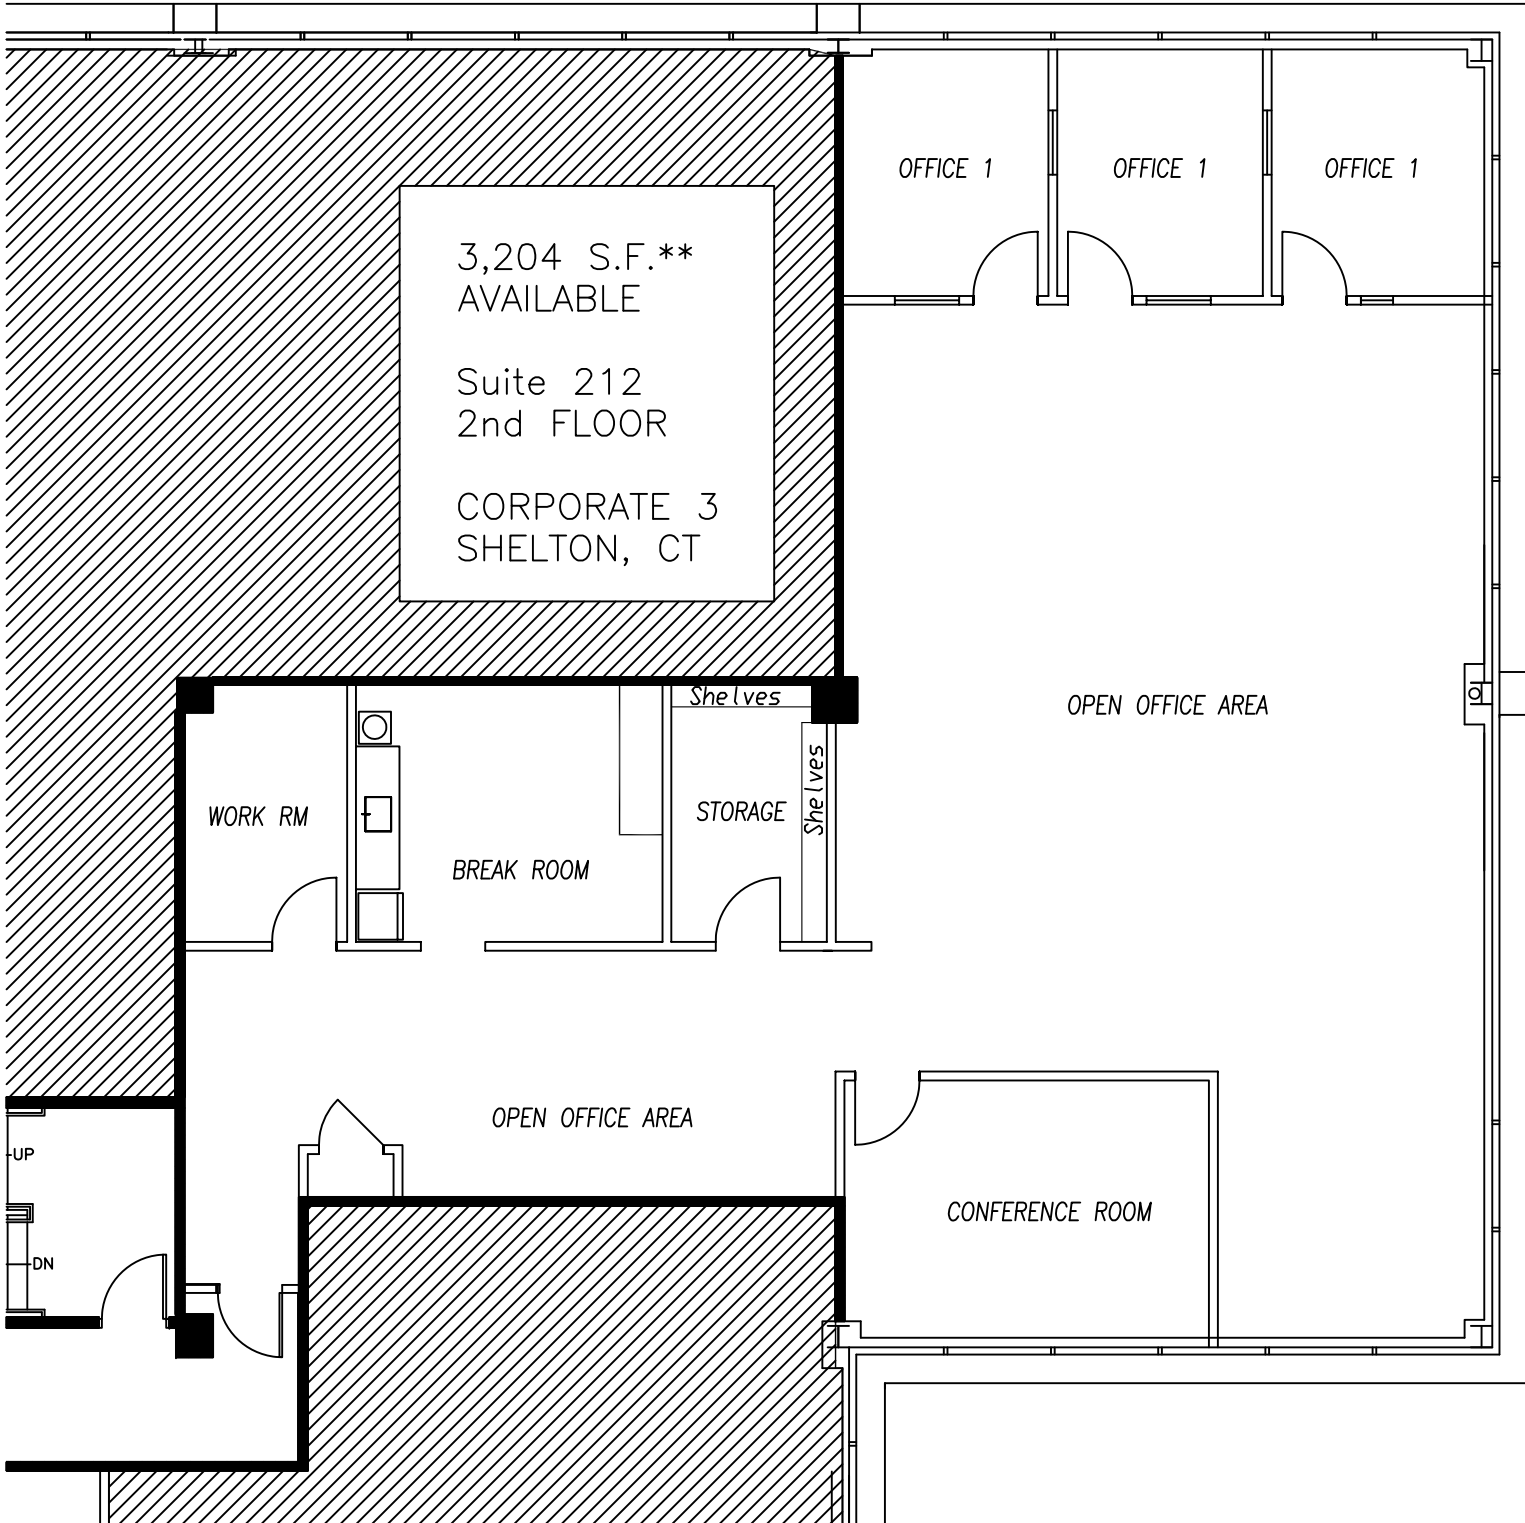 OFFICE 1
OFFICE 1
OFFICE 1
3,204 S.F.**
AVAILABLE
Suite 212
2nd FLOOR
CORPORATE 3
SHELTON, CT
Shelves
OPEN OFFICE AREA
Shelves
STORAGE
WORK RM
BREAK ROOM
OPEN OFFICE AREA
UP
CONFERENCE ROOM
DN